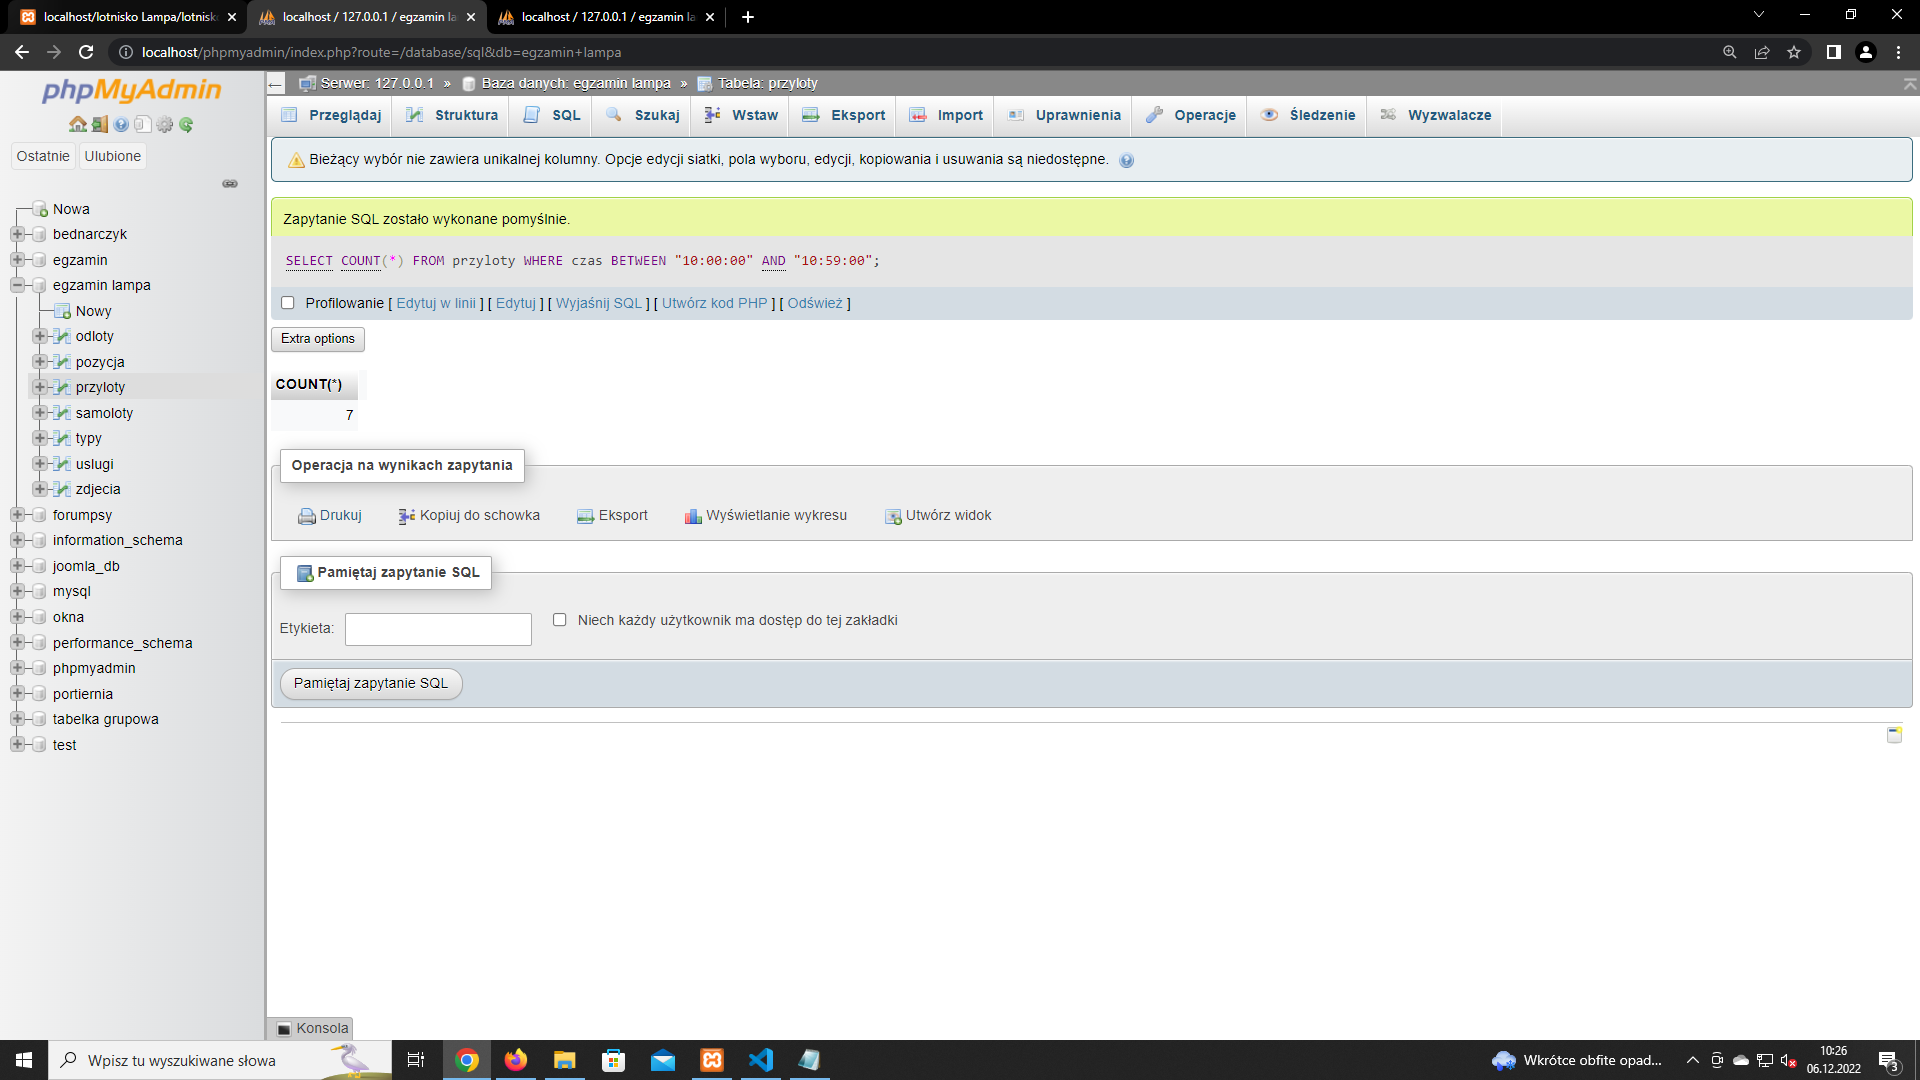 localhost/lotnisko Lampa/lotnisk
localhost / 127.0.0.1 / egzamin la
localhost / 127.0.0.1 / egzamin la
localhost/phpmyadmin/index.php?route=/database/sql&db=egzamin+lampa
phpMyAdmin
Ostatnie
Ulubione
Nowa
bednarczyk
egzamin
egzamin lampa
Nowy
odloty
pozycja
przyloty
samoloty
typy
uslugi
zdjecia
forumpsy
information_schema
joomla_db
mysql
okna
performance_schema
phpmyadmin
portiernia
tabelka grupowa
test
Serwer: 127.0.0.1 » Baza danych: egzamin lampa » Tabela: przyloty
Przeglądaj Struktura SQL Szukaj Wstaw Eksport Import Uprawnienia Operacje Śledzenie Wyzwalacze
Bieżący wybór nie zawiera unikalnej kolumny. Opcje edycji siatki, pola wyboru, edycji, kopiowania i usuwania są niedostępne.
Zapytanie SQL zostało wykonane pomyślnie.
SELECT COUNT(*) FROM przyloty WHERE czas BETWEEN "10:00:00" AND "10:59:00";
Profilowanie [ Edytuj w linii ] [ Edytuj ] [ Wyjaśnij SQL ] [ Utwórz kod PHP ] [ Odśwież ]
Extra options
COUNT(*)
7
Operacja na wynikach zapytania
Drukuj Kopiuj do schowka Eksport Wyświetlanie wykresu Utwórz widok
Pamiętaj zapytanie SQL
Etykieta:
Niech każdy użytkownik ma dostęp do tej zakładki
Pamiętaj zapytanie SQL
Konsola
Wpisz tu wyszukiwane słowa
Wkrótce obfite opad...
10:26
06.12.2022
3